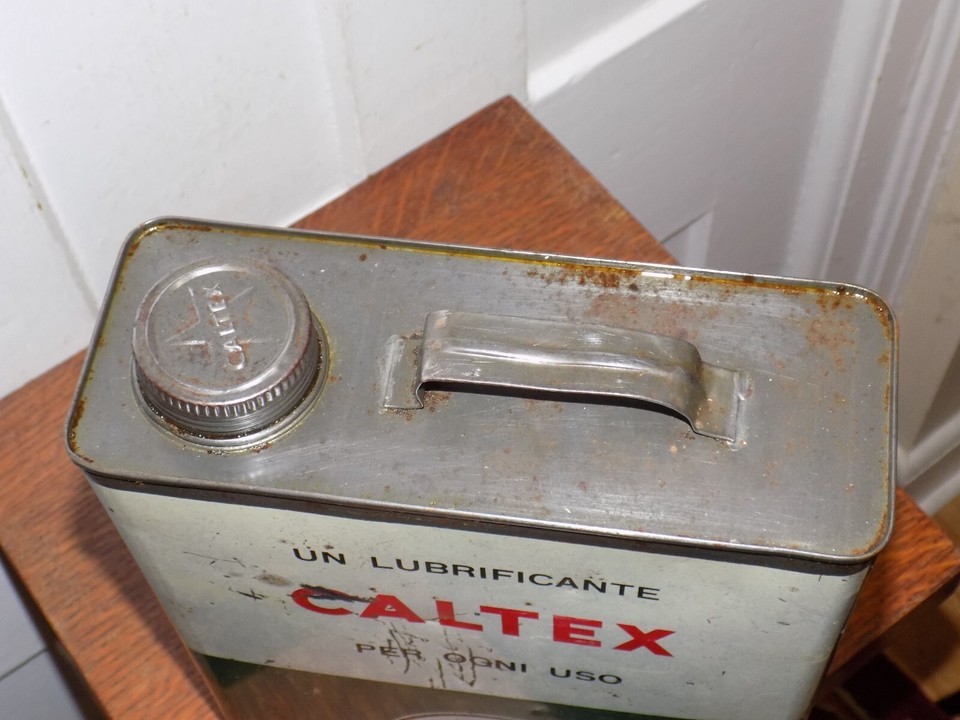 CALTEX
UN LUBRIFICANTE
CALTEX
PER OGNI USO